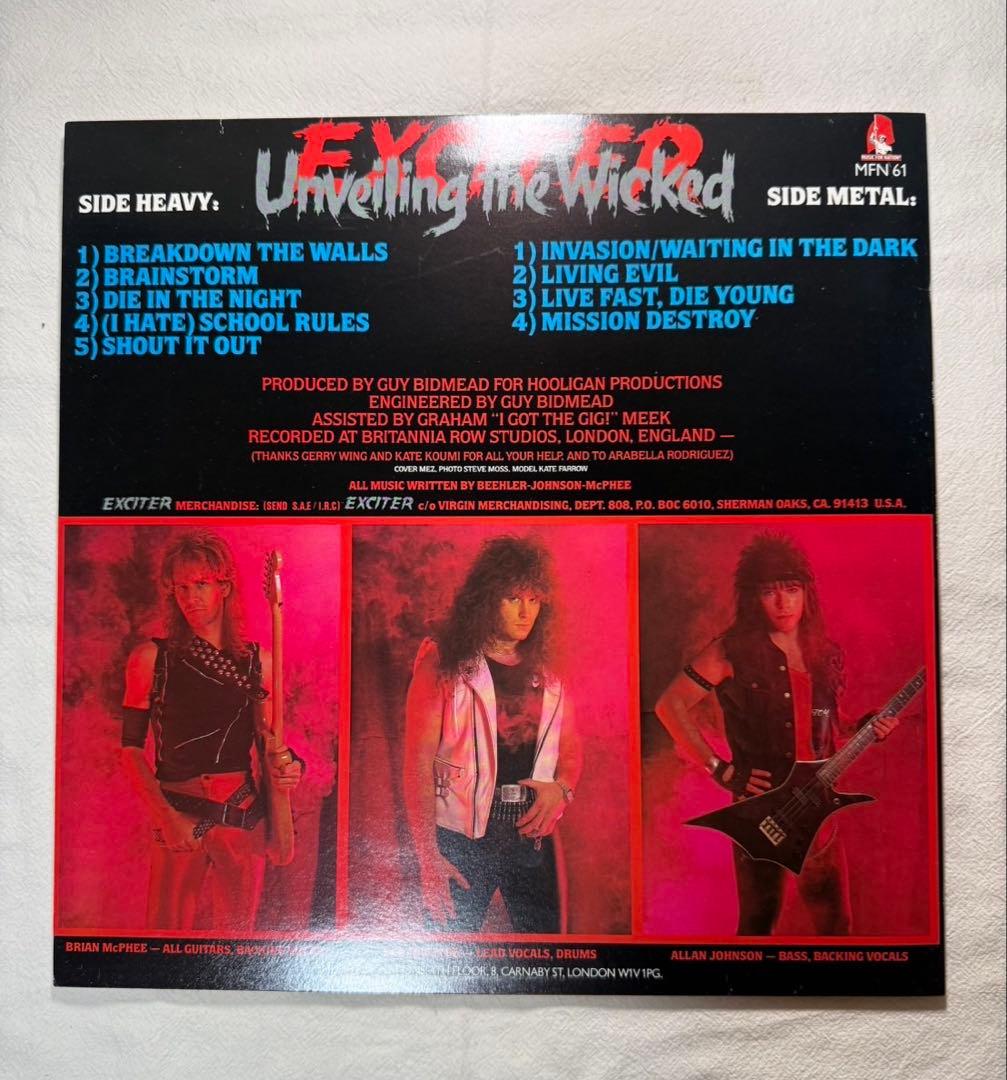 EXCITER
Unveiling the Wicked
MUSIC FOR NATIONS
MFN 61
SIDE HEAVY:
1) BREAKDOWN THE WALLS
2) BRAINSTORM
3) DIE IN THE NIGHT
4) (I HATE) SCHOOL RULES
5) SHOUT IT OUT
SIDE METAL:
1) INVASION/WAITING IN THE DARK
2) LIVING EVIL
3) LIVE FAST, DIE YOUNG
4) MISSION DESTROY
PRODUCED BY GUY BIDMEAD FOR HOOLIGAN PRODUCTIONS
ENGINEERED BY GUY BIDMEAD
ASSISTED BY GRAHAM "I GOT THE GIG!" MEEK
RECORDED AT BRITANNIA ROW STUDIOS, LONDON, ENGLAND —
(THANKS GERRY WING AND KATE KOUMI FOR ALL YOUR HELP, AND TO ARABELLA RODRIGUEZ)
COVER MEZ. PHOTO STEVE MOSS. MODEL KATE FARROW
ALL MUSIC WRITTEN BY BEEHLER-JOHNSON-McPHEE
EXCITER MERCHANDISE: (SEND S.A.E / I.R.C) EXCITER c/o VIRGIN MERCHANDISING, DEPT. 808, P.O. BOC 6010, SHERMAN OAKS, CA. 91413 U.S.A.
BRIAN McPHEE — ALL GUITARS, BACKING
LEAD VOCALS, DRUMS
ALLAN JOHNSON — BASS, BACKING VOCALS
FLOOR, 8, CARNABY ST, LONDON W1V 1PG.